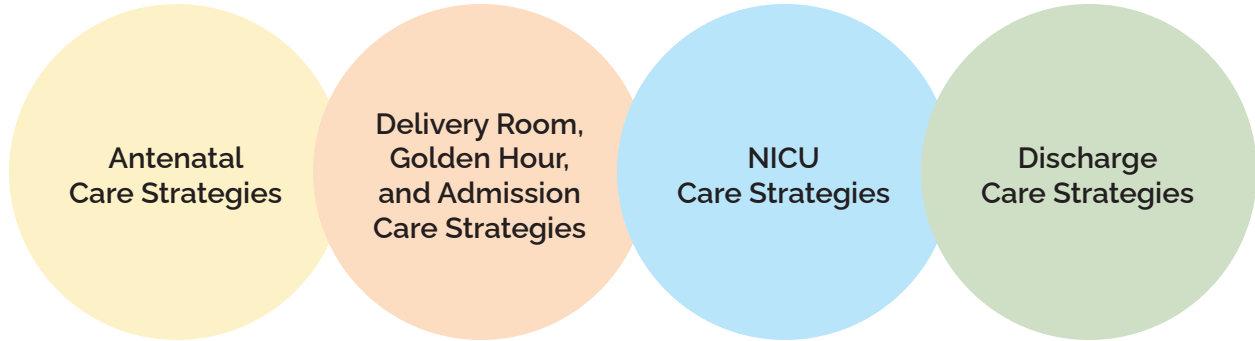 Antenatal
Care Strategies
Delivery Room,
Golden Hour,
and Admission
Care Strategies
NICU
Care Strategies
Discharge
Care Strategies